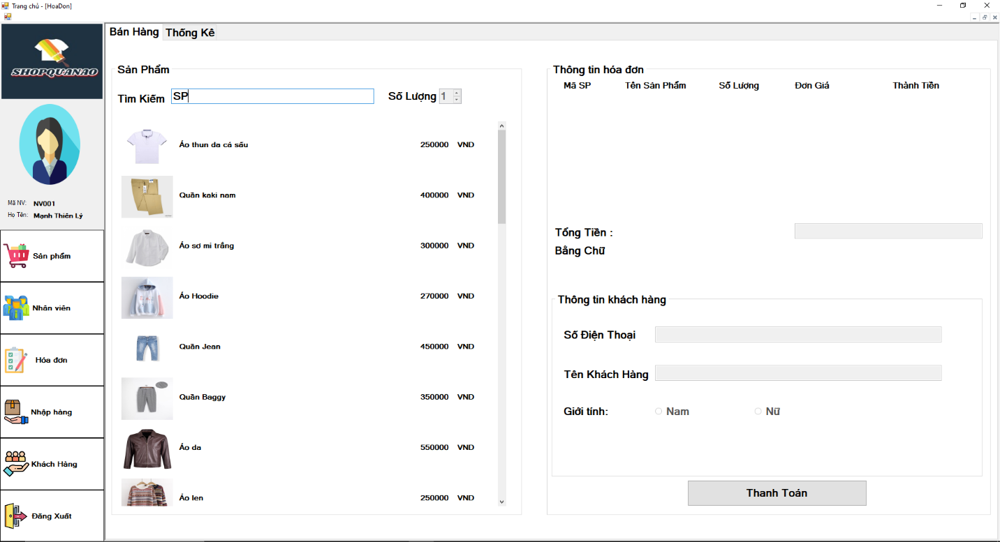 Trang chủ - [HoaDon]
SHOPQUANAO
Mã NV: NV001
Họ Tên: Mạnh Thiên Lý
Sản phẩm
Nhân viên
Hóa đơn
Nhập hàng
Khách Hàng
Đăng Xuất
Bán Hàng Thống Kê
Sản Phẩm
Tìm Kiếm SP Số Lượng 1
Áo thun da cá sấu 250000 VND
Quần kaki nam 400000 VND
Áo sơ mi trắng 300000 VND
Áo Hoodie 270000 VND
Quần Jean 450000 VND
Quần Baggy 350000 VND
Áo da 550000 VND
Áo len 250000 VND
Thông tin hóa đơn
Mã SP Tên Sản Phẩm Số Lượng Đơn Giá Thành Tiền
Tổng Tiền :
Bằng Chữ
Thông tin khách hàng
Số Điện Thoại
Tên Khách Hàng
Giới tính: Nam Nữ
Thanh Toán